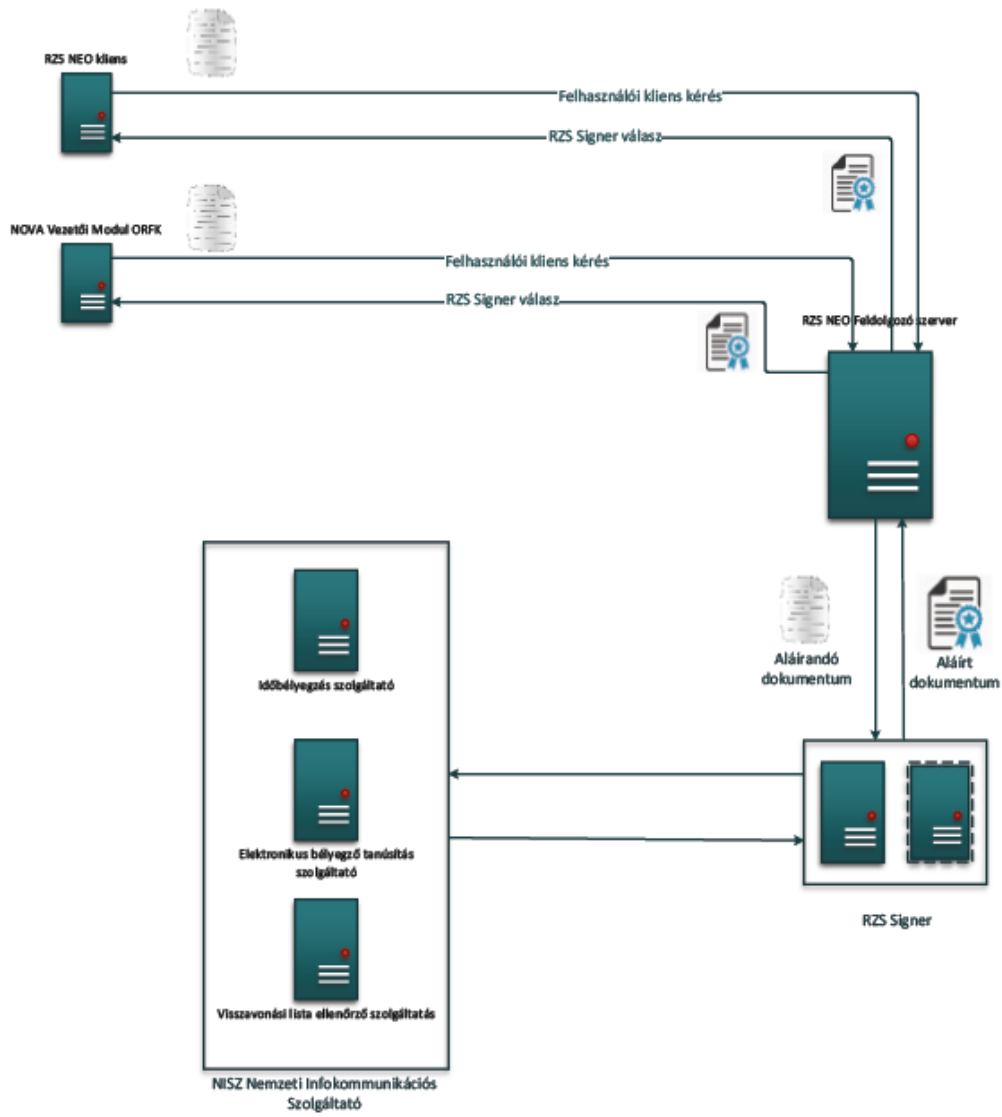 RZS NEO kliens
Felhasználói kliens kérés
RZS Signer válasz
NOVA Vezetői Modul ORFK
Felhasználói kliens kérés
RZS Signer válasz
RZS NEO Feldolgozó szerver
Aláirandó
dokumentum
Aláírt
dokumentum
Időbélyegzés szolgáltató
Elektronikus bélyegző tanúsítás
szolgáltató
Visszavonási lista ellenőrző szolgáltatás
RZS Signer
NISZ Nemzeti Infokommunikációs
Szolgáltató